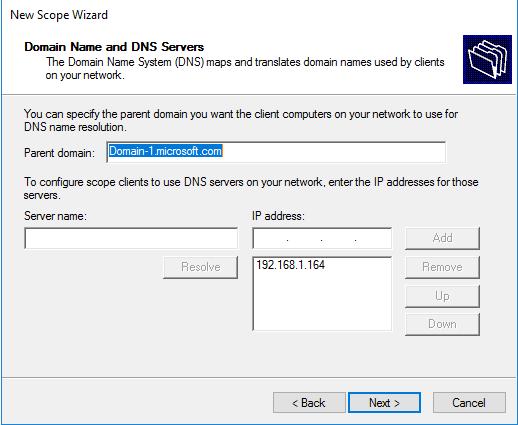 New Scope Wizard
Domain Name and DNS Servers
The Domain Name System (DNS) maps and translates domain names used by clients
on your network.
You can specify the parent domain you want the client computers on your network to use for
DNS name resolution.
Parent domain: Domain-1.microsoft.com
To configure scope clients to use DNS servers on your network, enter the IP addresses for those
servers.
Server name: IP address:
. . . Add
Resolve 192.168.1.164 Remove
Up
Down
< Back Next > Cancel